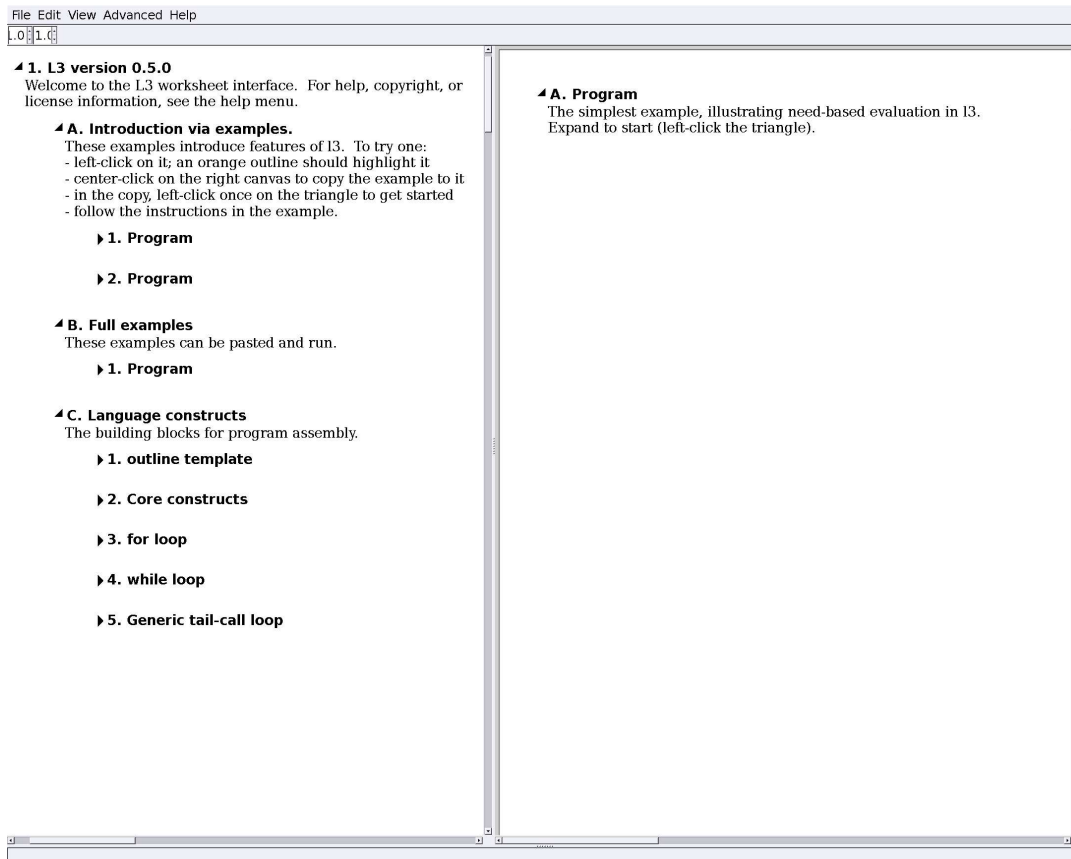 File Edit View Advanced Help
1.0 1.0
1. L3 version 0.5.0
Welcome to the L3 worksheet interface. For help, copyright, or
license information, see the help menu.
A. Introduction via examples.
These examples introduce features of l3. To try one:
- left-click on it; an orange outline should highlight it
- center-click on the right canvas to copy the example to it
- in the copy, left-click once on the triangle to get started
- follow the instructions in the example.
1. Program
2. Program
B. Full examples
These examples can be pasted and run.
1. Program
C. Language constructs
The building blocks for program assembly.
1. outline template
2. Core constructs
3. for loop
4. while loop
5. Generic tail-call loop
A. Program
The simplest example, illustrating need-based evaluation in l3.
Expand to start (left-click the triangle).